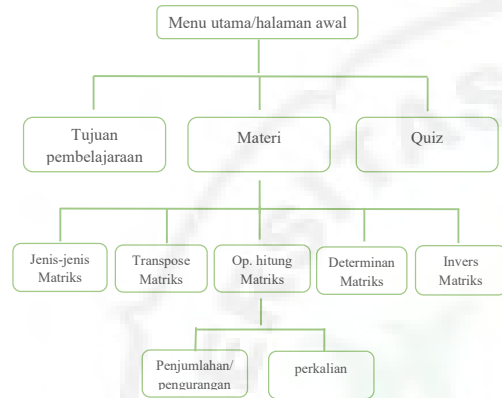 Menu utama/halaman awal
Tujuan
pembelajaraan
Materi
Quiz
Jenis-jenis
Matriks
Transpose
Matriks
Op. hitung
Matriks
Determinan
Matriks
Invers
Matriks
Penjumlahan/
pengurangan
perkalian